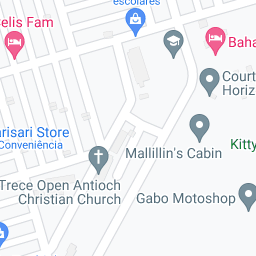 escolares
elis Fam
Baha
Court
Horiz
arisari Store
Conveniência
Mallillin's Cabin
Kitty
Trece Open Antioch
Christian Church
Gabo Motoshop